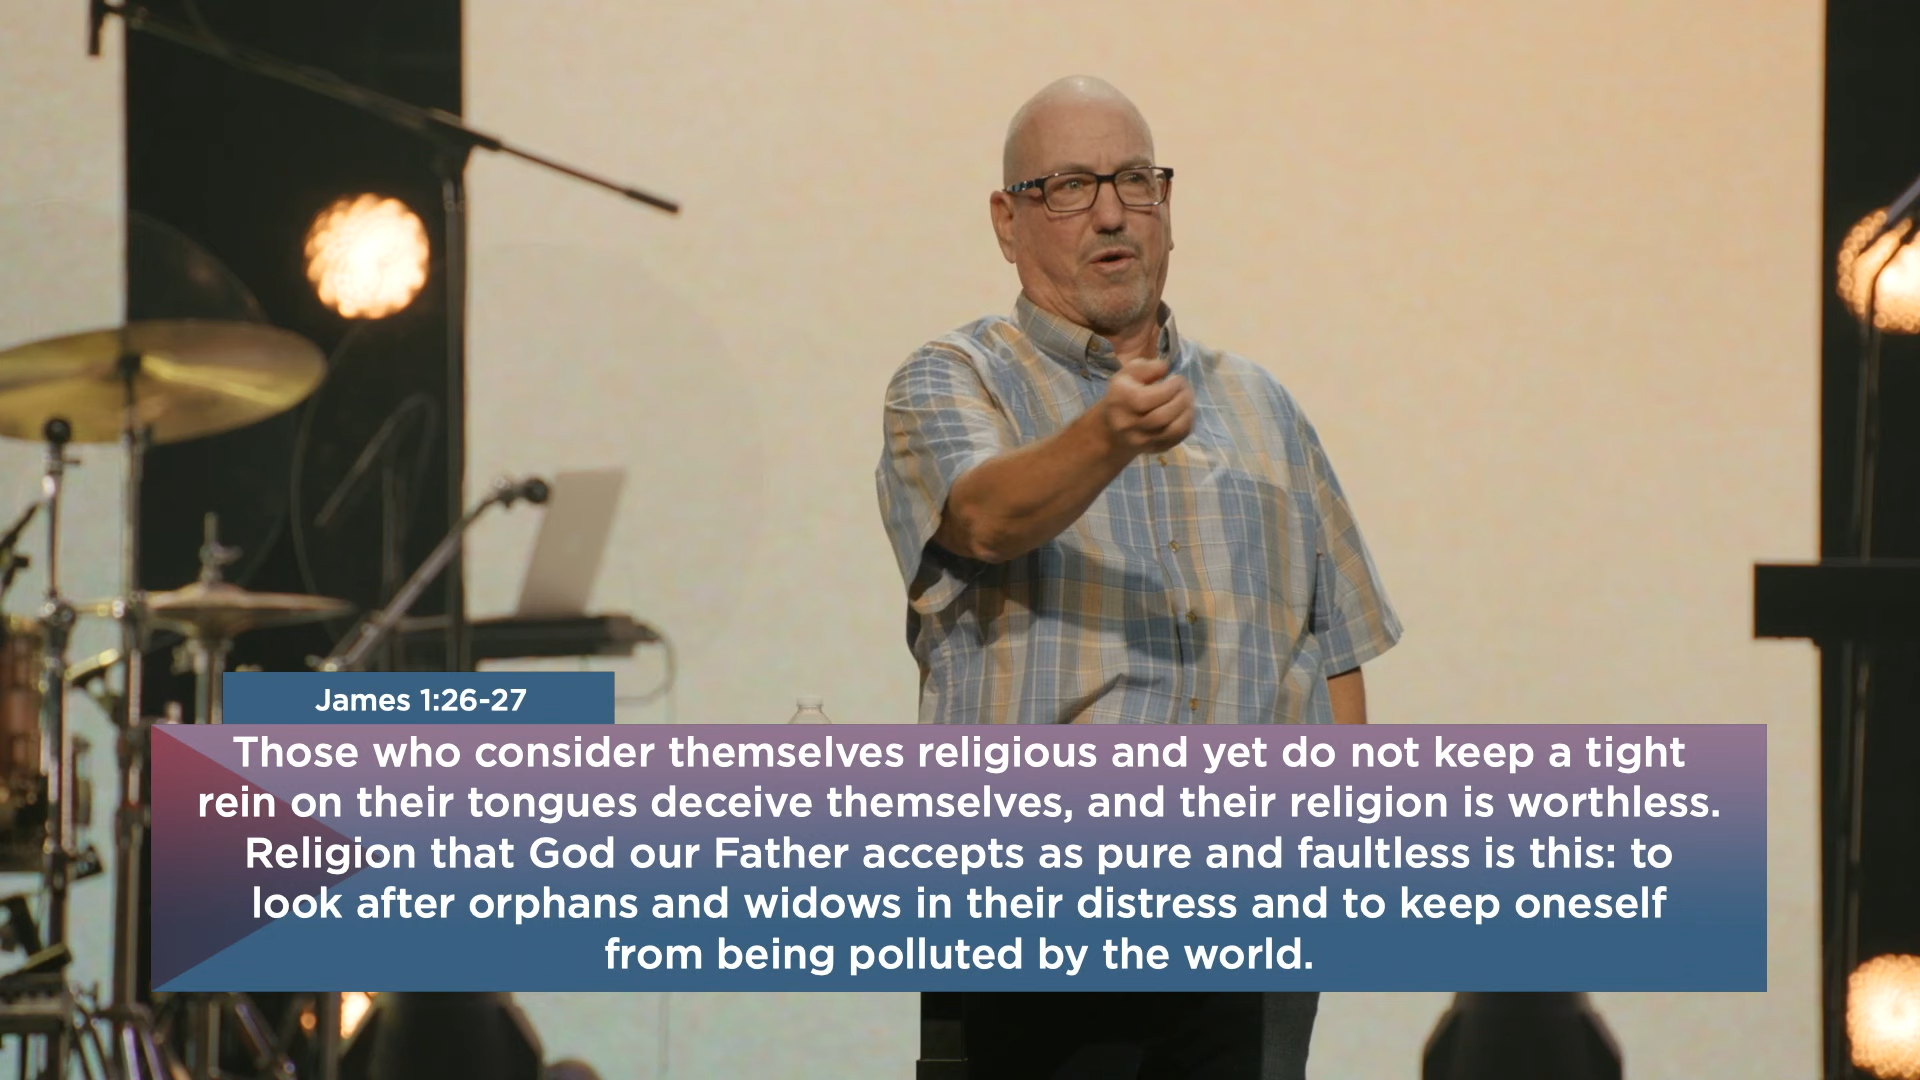 James 1:26-27
Those who consider themselves religious and yet do not keep a tight
rein on their tongues deceive themselves, and their religion is worthless.
Religion that God our Father accepts as pure and faultless is this: to
look after orphans and widows in their distress and to keep oneself
from being polluted by the world.